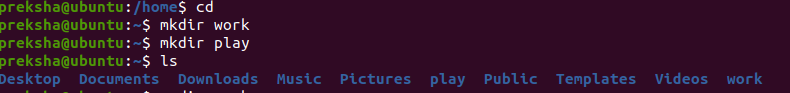 preksha@ubuntu:/home$ cd
preksha@ubuntu:~$ mkdir work
preksha@ubuntu:~$ mkdir play
preksha@ubuntu:~$ ls
Desktop Documents Downloads Music Pictures play Public Templates Videos work